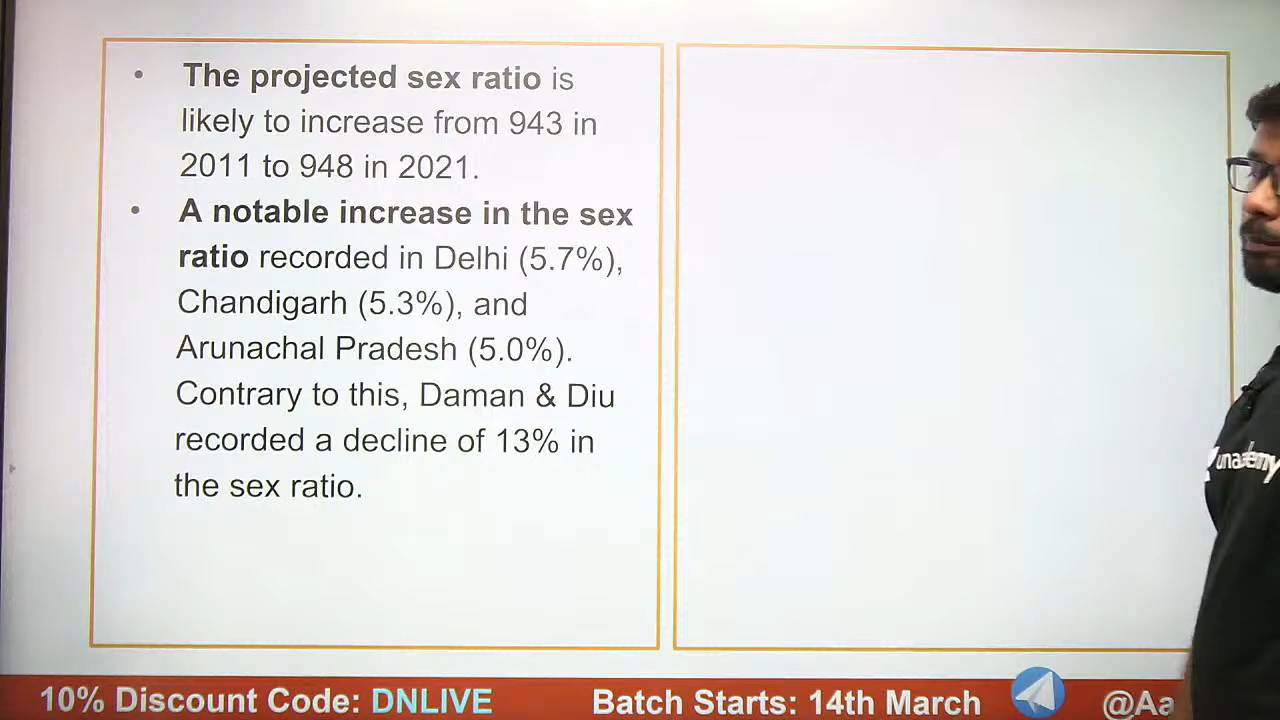 • The projected sex ratio is
likely to increase from 943 in
2011 to 948 in 2021.
• A notable increase in the sex
ratio recorded in Delhi (5.7%),
Chandigarh (5.3%), and
Arunachal Pradesh (5.0%).
Contrary to this, Daman & Diu
recorded a decline of 13% in
the sex ratio.
unacademy
10% Discount Code: DNLIVE
Batch Starts: 14th March
@Aa